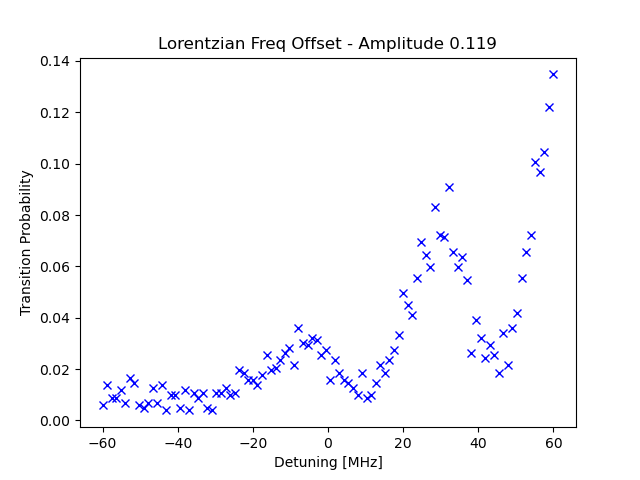 Lorentzian Freq Offset - Amplitude 0.119
Transition Probability
0.14
0.12
0.10
0.08
0.06
0.04
0.02
0.00
−60 −40 −20 0 20 40 60
Detuning [MHz]